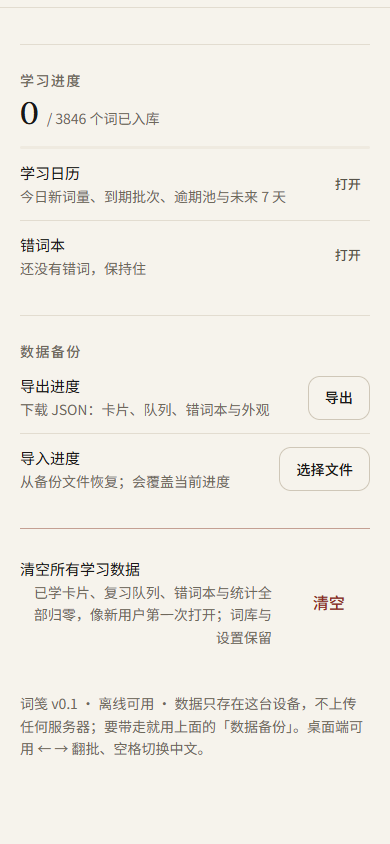 学习进度
0 / 3846 个词已入库
学习日历
今日新词量、到期批次、逾期池与未来 7 天
打开
错词本
还没有错词，保持住
打开
数据备份
导出进度
下载 JSON：卡片、队列、错词本与外观
导出
导入进度
从备份文件恢复；会覆盖当前进度
选择文件
清空所有学习数据
已学卡片、复习队列、错词本与统计全
部归零，像新用户第一次打开；词库与
设置保留
清空
词笺 v0.1 · 离线可用 · 数据只存在这台设备，不上传
任何服务器；要带走就用上面的「数据备份」。桌面端可
用 ← → 翻批、空格切换中文。